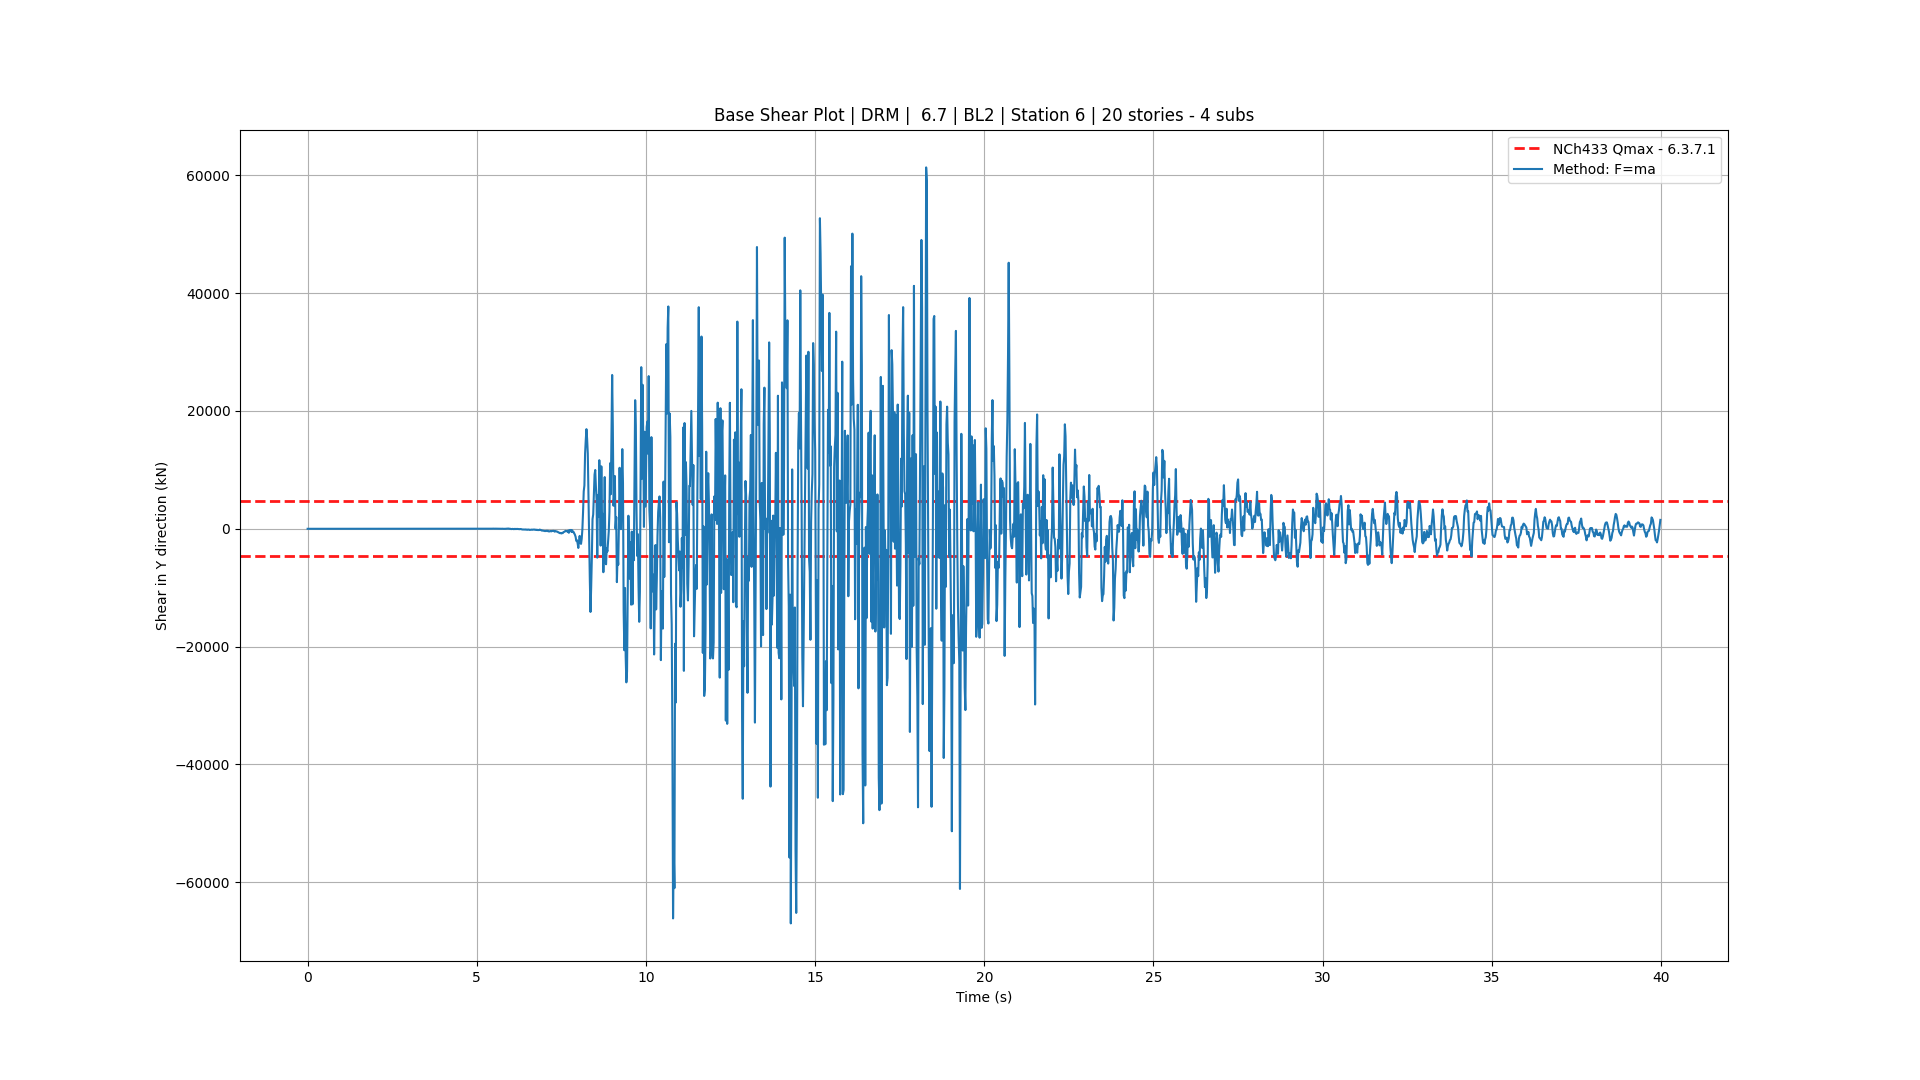 Base Shear Plot | DRM |  6.7 | BL2 | Station 6 | 20 stories - 4 subs
NCh433 Qmax - 6.3.7.1
Method: F=ma
Shear in Y direction (kN)
60000
40000
20000
0
−20000
−40000
−60000
0 5 10 15 20 25 30 35 40
Time (s)